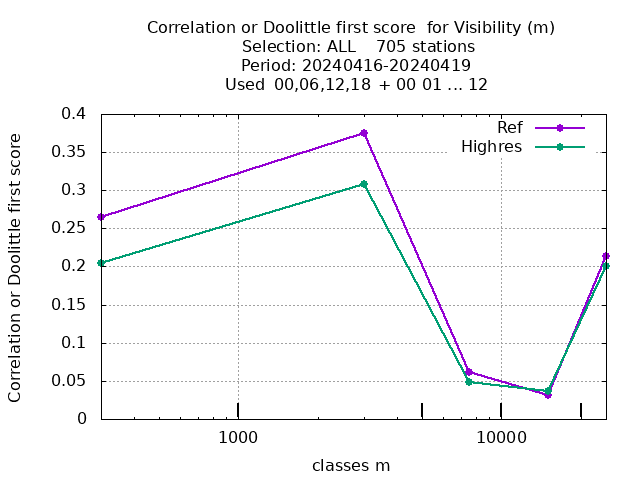 Correlation or Doolittle first score  for Visibility (m)
Selection: ALL    705 stations
Period: 20240416-20240419
Used  00,06,12,18 + 00 01 ... 12
Ref
Highres
Correlation or Doolittle first score
0.4
0.35
0.3
0.25
0.2
0.15
0.1
0.05
0
1000
10000
classes m